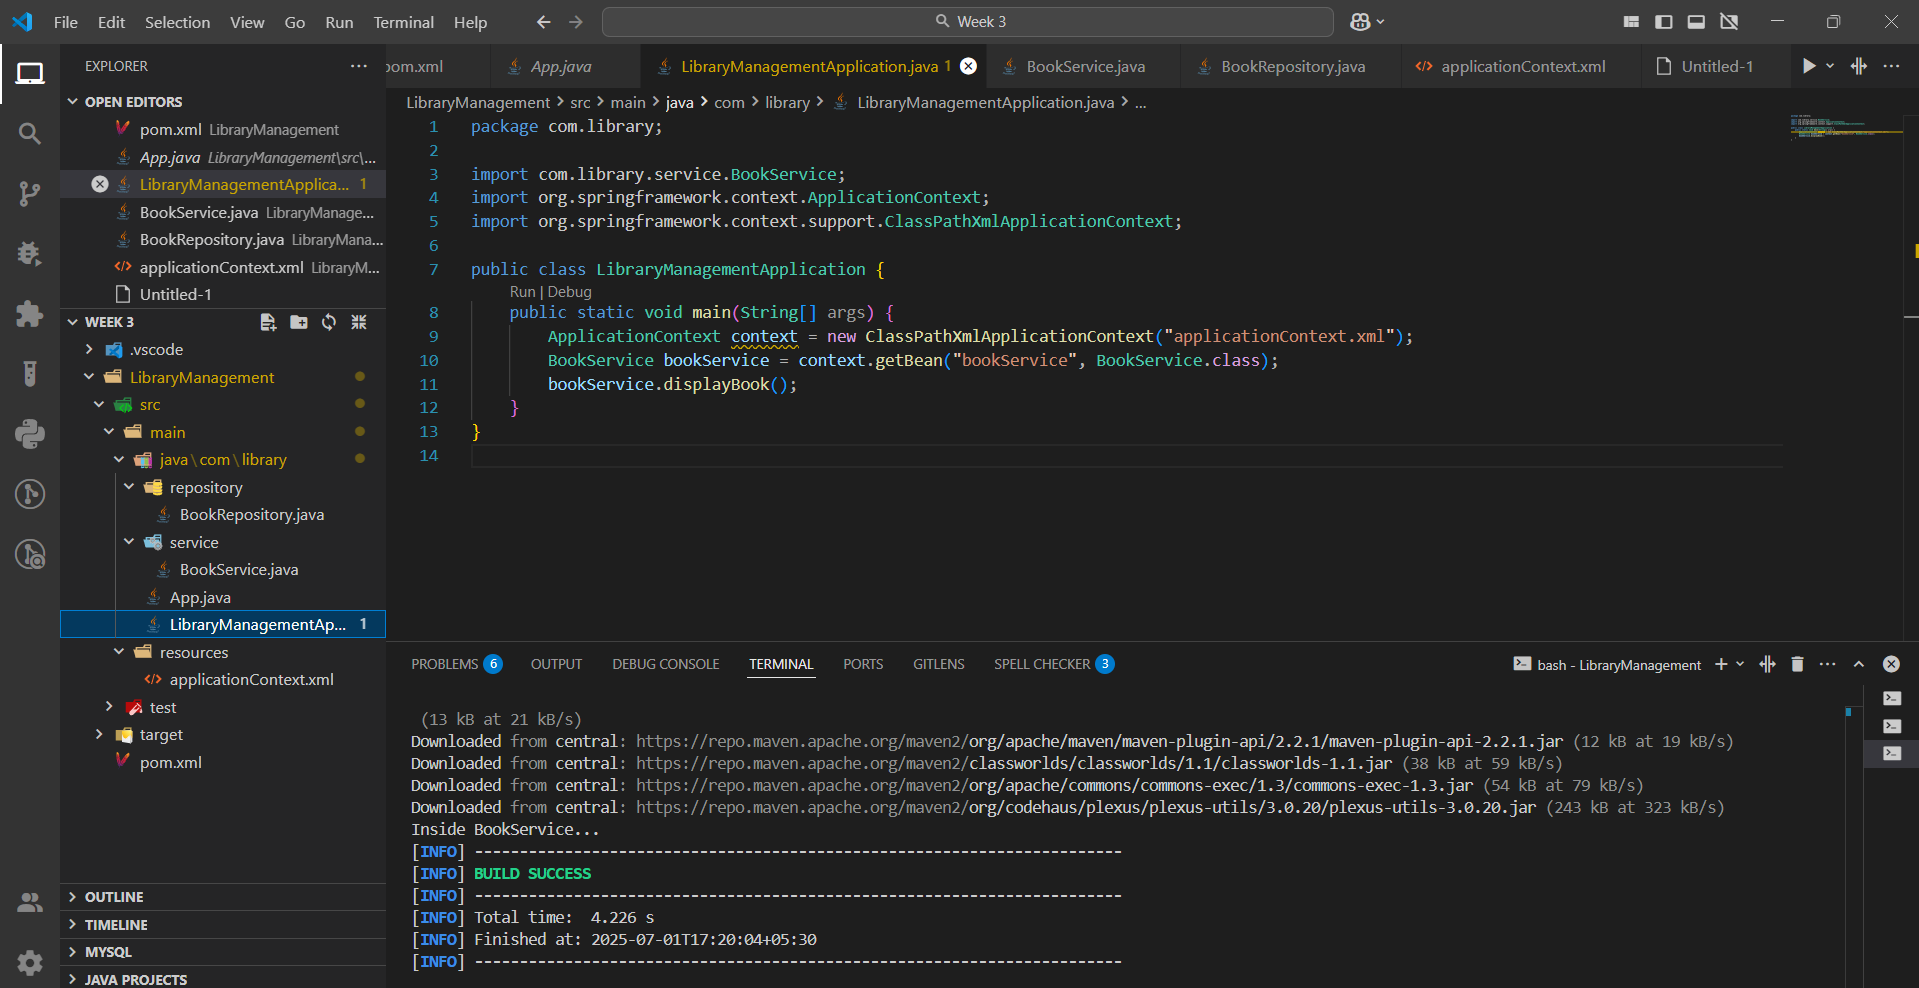 File Edit Selection View Go Run Terminal Help
Week 3
EXPLORER
OPEN EDITORS
pom.xml LibraryManagement
App.java LibraryManagement\src\...
LibraryManagementApplica... 1
BookService.java LibraryManage...
BookRepository.java LibraryMana...
applicationContext.xml LibraryM...
Untitled-1
WEEK 3
.vscode
LibraryManagement
src
main
java\com\library
repository
BookRepository.java
service
BookService.java
App.java
LibraryManagementAp... 1
resources
applicationContext.xml
test
target
pom.xml
OUTLINE
TIMELINE
MYSQL
JAVA PROJECTS
pom.xml App.java LibraryManagementApplication.java 1 BookService.java BookRepository.java applicationContext.xml Untitled-1
LibraryManagement > src > main > java > com > library > LibraryManagementApplication.java > ...
1 package com.library;
2
3 import com.library.service.BookService;
4 import org.springframework.context.ApplicationContext;
5 import org.springframework.context.support.ClassPathXmlApplicationContext;
6
7 public class LibraryManagementApplication {
Run | Debug
8 public static void main(String[] args) {
9 ApplicationContext context = new ClassPathXmlApplicationContext("applicationContext.xml");
10 BookService bookService = context.getBean("bookService", BookService.class);
11 bookService.displayBook();
12 }
13 }
14
PROBLEMS 6 OUTPUT DEBUG CONSOLE TERMINAL PORTS GITLENS SPELL CHECKER 3 bash - LibraryManagement
(13 kB at 21 kB/s)
Downloaded from central: https://repo.maven.apache.org/maven2/org/apache/maven/maven-plugin-api/2.2.1/maven-plugin-api-2.2.1.jar (12 kB at 19 kB/s)
Downloaded from central: https://repo.maven.apache.org/maven2/classworlds/classworlds/1.1/classworlds-1.1.jar (38 kB at 59 kB/s)
Downloaded from central: https://repo.maven.apache.org/maven2/org/apache/commons/commons-exec/1.3/commons-exec-1.3.jar (54 kB at 79 kB/s)
Downloaded from central: https://repo.maven.apache.org/maven2/org/codehaus/plexus/plexus-utils/3.0.20/plexus-utils-3.0.20.jar (243 kB at 323 kB/s)
Inside BookService...
[INFO] ------------------------------------------------------------------------
[INFO] BUILD SUCCESS
[INFO] ------------------------------------------------------------------------
[INFO] Total time:  4.226 s
[INFO] Finished at: 2025-07-01T17:20:04+05:30
[INFO] ------------------------------------------------------------------------